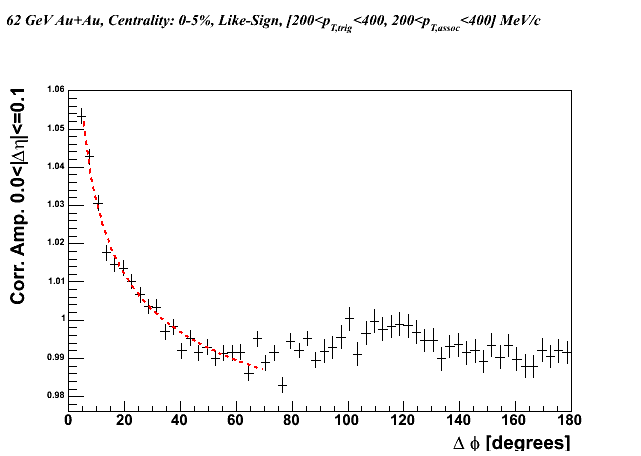 62 GeV Au+Au, Centrality: 0-5%, Like-Sign, [200<p_T,trig<400, 200<p_T,assoc<400] MeV/c
Corr. Amp. 0.0<|Δη|<=0.1
1.06
1.05
1.04
1.03
1.02
1.01
1
0.99
0.98
0 20 40 60 80 100 120 140 160 180
Δ ϕ [degrees]